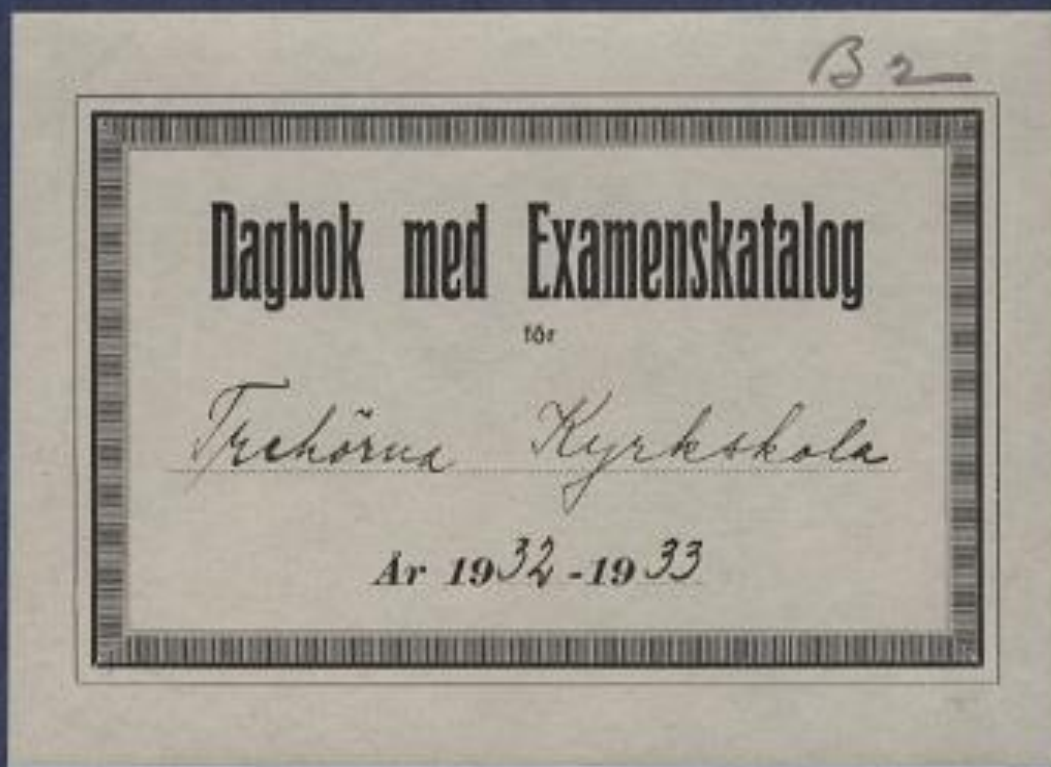 B 2
Dagbok med Examenskatalog
för
Trehörna Kyrkskola
År 1932-1933